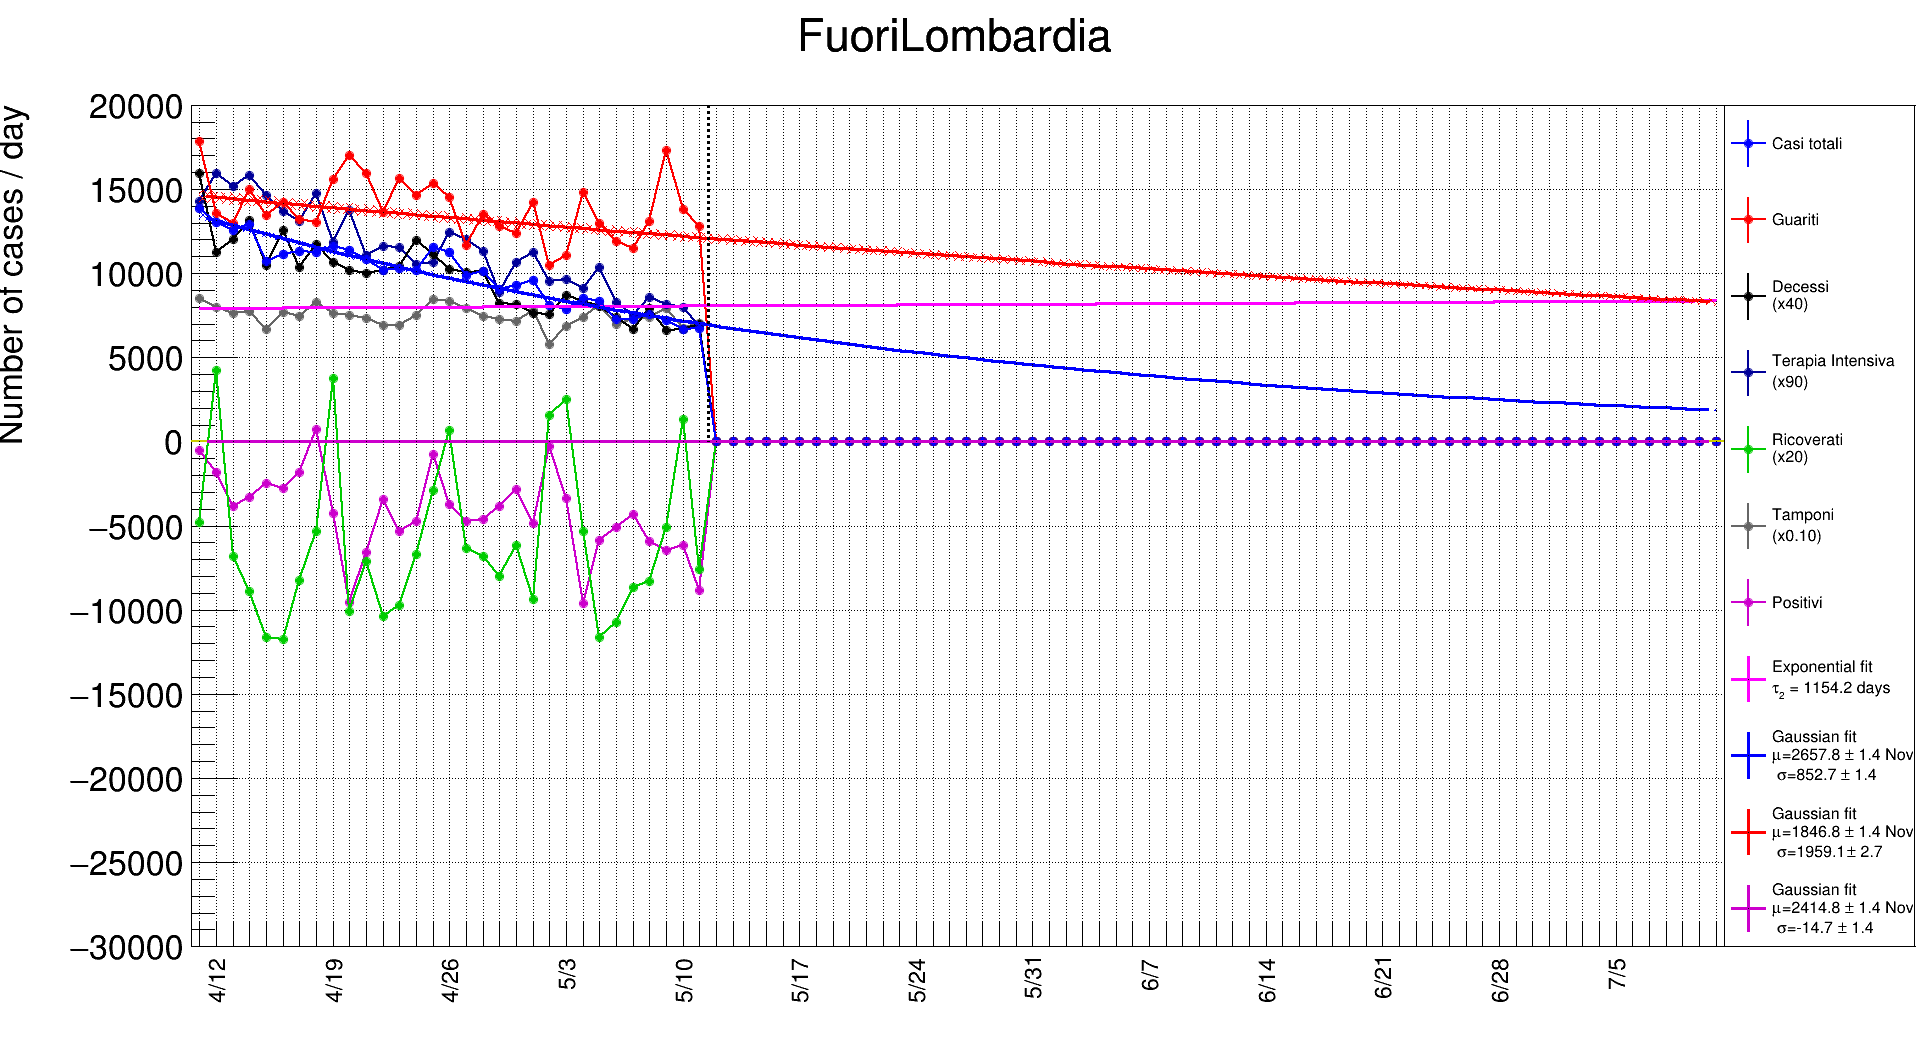 FuoriLombardia
Number of cases / day
20000
15000
10000
5000
0
−5000
−10000
−15000
−20000
−25000
−30000
4/12
4/19
4/26
5/3
5/10
5/17
5/24
5/31
6/7
6/14
6/21
6/28
7/5
Casi totali
Guariti
Decessi
(x40)
Terapia Intensiva
(x90)
Ricoverati
(x20)
Tamponi
(x0.10)
Positivi
Exponential fit
τ2 = 1154.2 days
Gaussian fit
μ=2657.8 ± 1.4 Nov
σ=852.7 ± 1.4
Gaussian fit
μ=1846.8 ± 1.4 Nov
σ=1959.1 ± 2.7
Gaussian fit
μ=2414.8 ± 1.4 Nov
σ=-14.7 ± 1.4